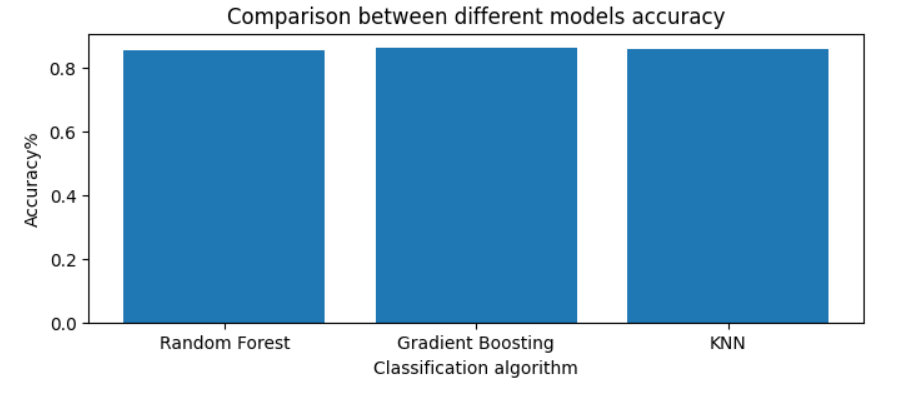 Comparison between different models accuracy
Accuracy%
0.8
0.6
0.4
0.2
0.0
Random Forest Gradient Boosting KNN
Classification algorithm